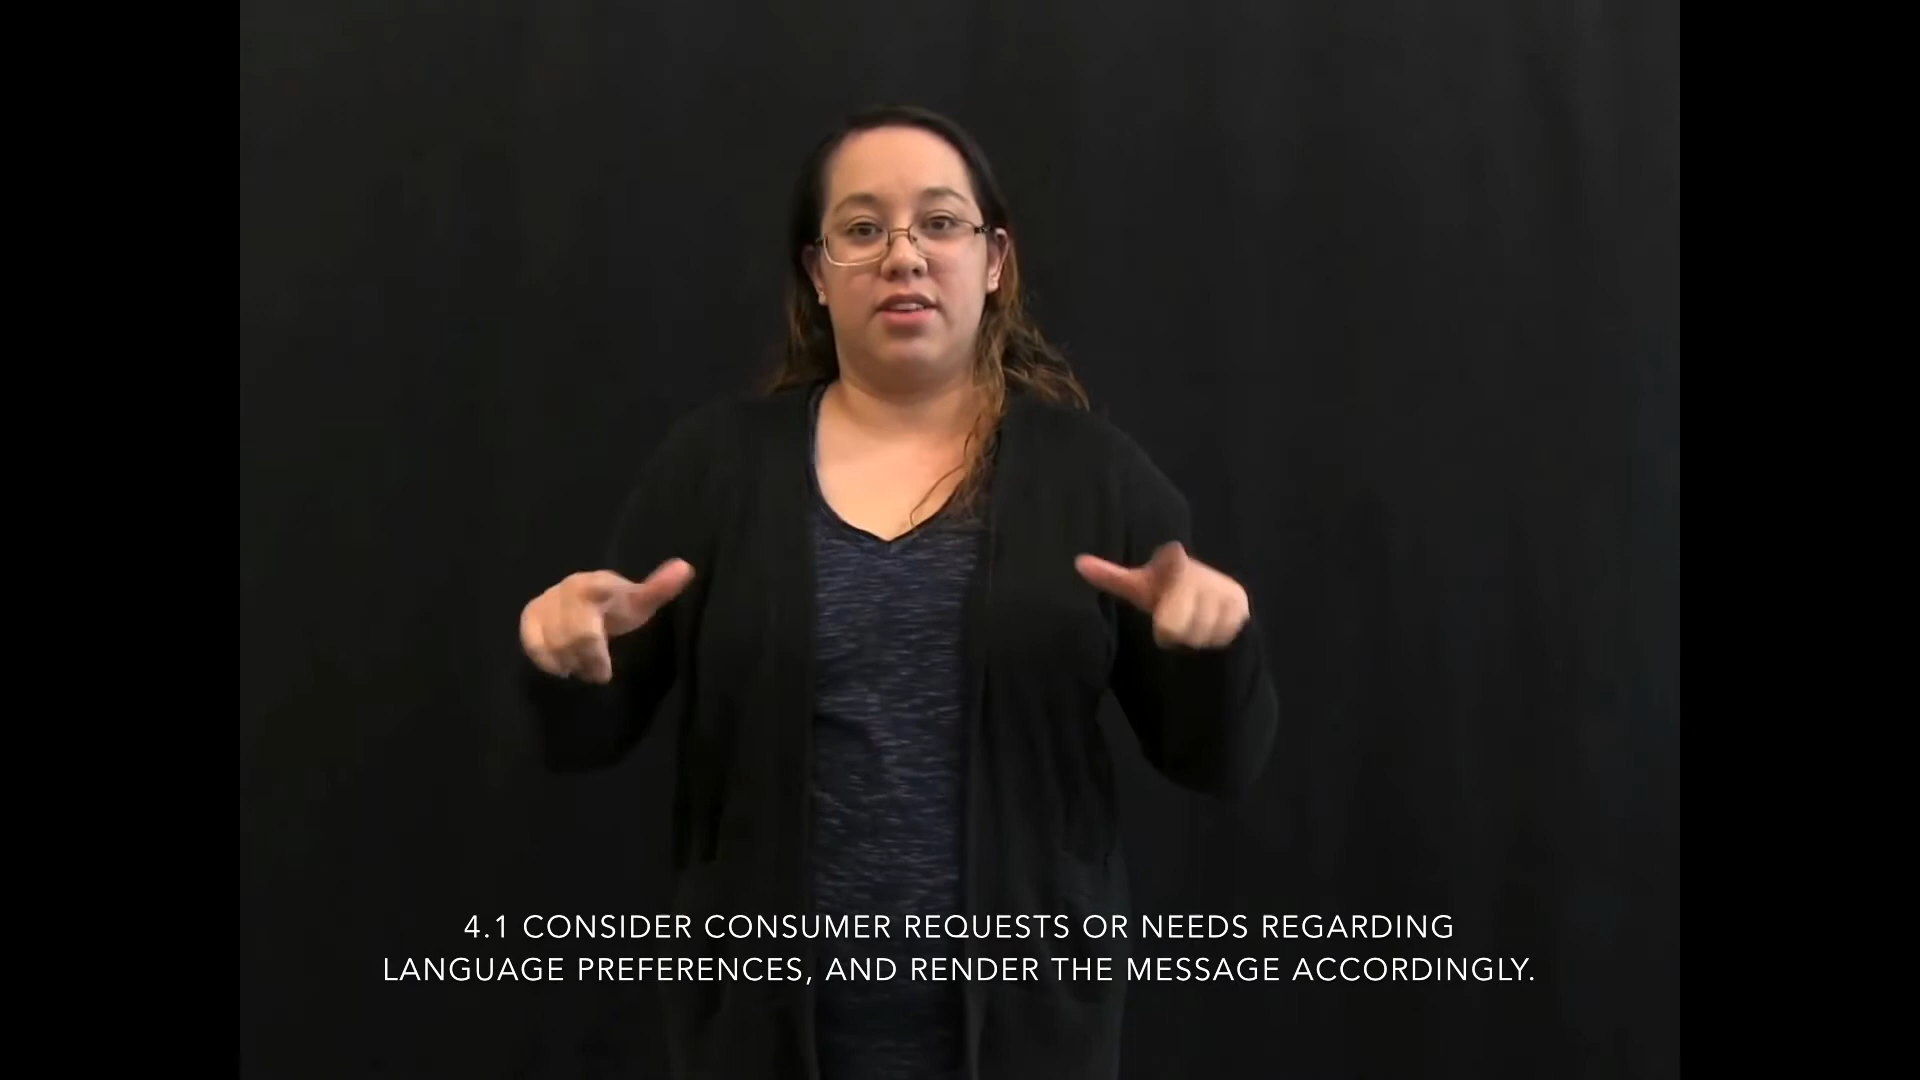 4.1 CONSIDER CONSUMER REQUESTS OR NEEDS REGARDING
LANGUAGE PREFERENCES, AND RENDER THE MESSAGE ACCORDINGLY.